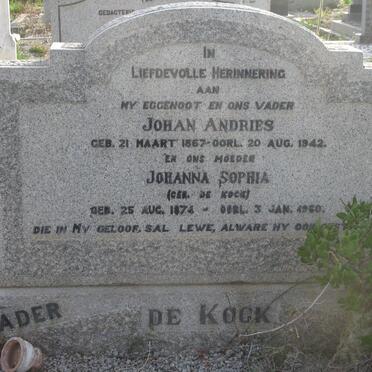 GEDAGTENIS
IN
LIEFDEVOLLE HERINNERING
AAN
MY EGGENOOT EN ONS VADER
JOHAN ANDRIES
GEB. 21 MAART 1867-OORL. 20 AUG. 1942.
EN ONS MOEDER
JOHANNA SOPHIA
(GEB. DE KOCK)
GEB. 25 AUG. 1874 - OORL. 3 JAN. 1960.
DIE IN MY GELOOF, SAL LEWE, ALWARE HY
ADER DE KOCK